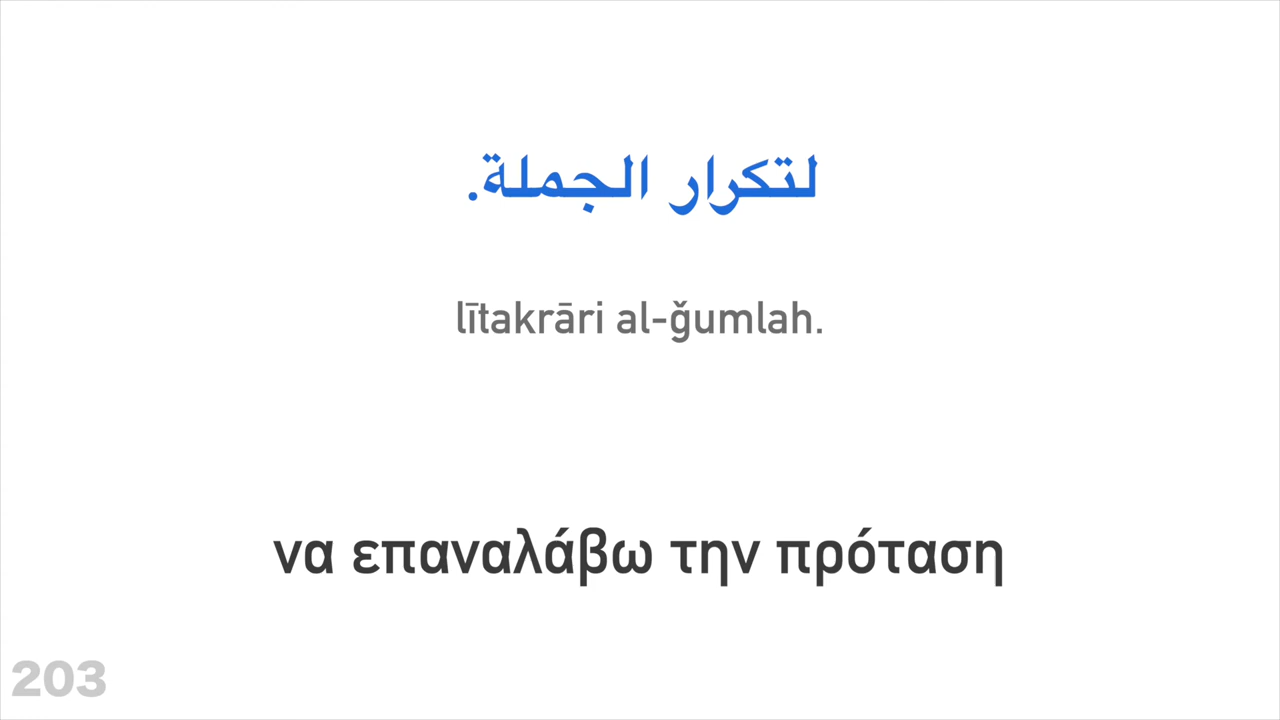 لتكرار الجملة.
lītakrāri al-ğumlah.
να επαναλάβω την πρόταση
203